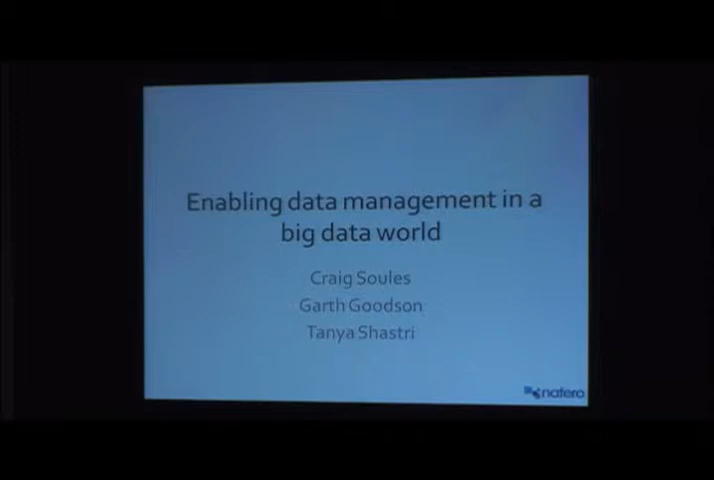 Enabling data management in a
big data world
Craig Soules
Garth Goodson
Tanya Shastri
natero